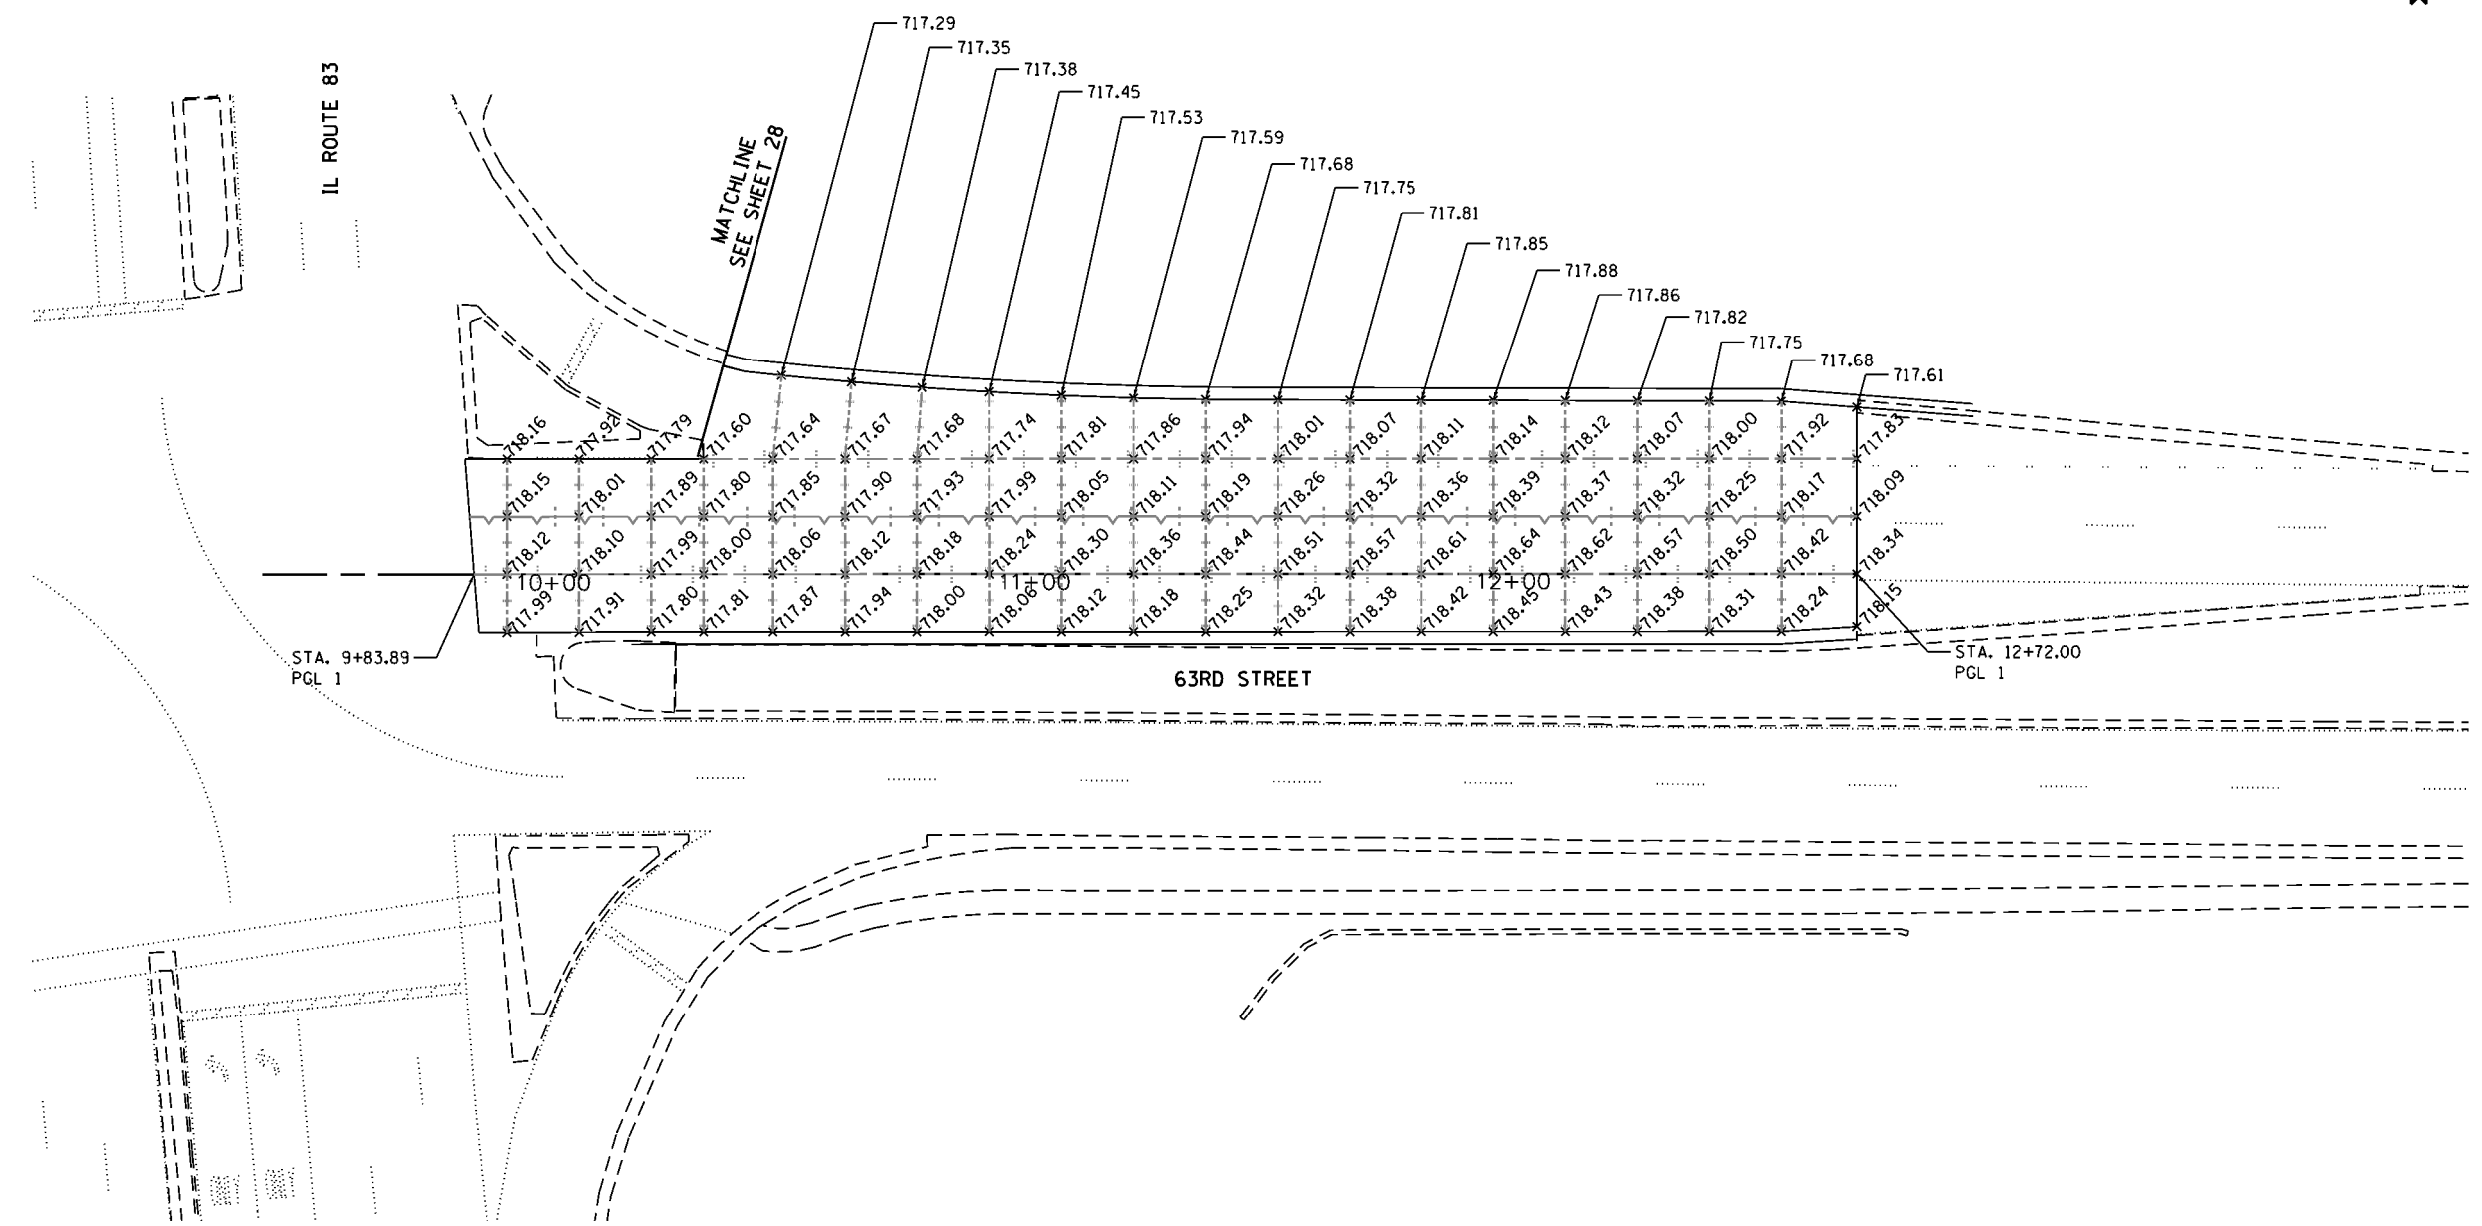 717.29
717.35
717.38
717.45
717.53
717.59
717.68
717.75
717.81
717.85
717.88
717.86
717.82
717.75
717.68
717.61
IL ROUTE 83
MATCHLINE
SEE SHEET 28
718.16 717.92 717.79 717.60 717.64 717.67 717.68 717.74 717.81 717.86 717.94 718.01 718.07 718.11 718.14 718.12 718.07 718.00 717.92 717.83
718.15 718.01 717.89 717.80 717.85 717.90 717.93 717.99 718.05 718.11 718.19 718.26 718.32 718.36 718.39 718.37 718.32 718.25 718.17 718.09
718.12 718.10 717.99 718.00 718.06 718.12 718.18 718.24 718.30 718.36 718.44 718.51 718.57 718.61 718.64 718.62 718.57 718.50 718.42 718.34
10+00 11+00 12+00
717.99 717.91 717.80 717.81 717.87 717.94 718.00 718.06 718.12 718.18 718.25 718.32 718.38 718.42 718.45 718.43 718.38 718.31 718.24 718.15
STA. 9+83.89
PGL 1
63RD STREET
STA. 12+72.00
PGL 1